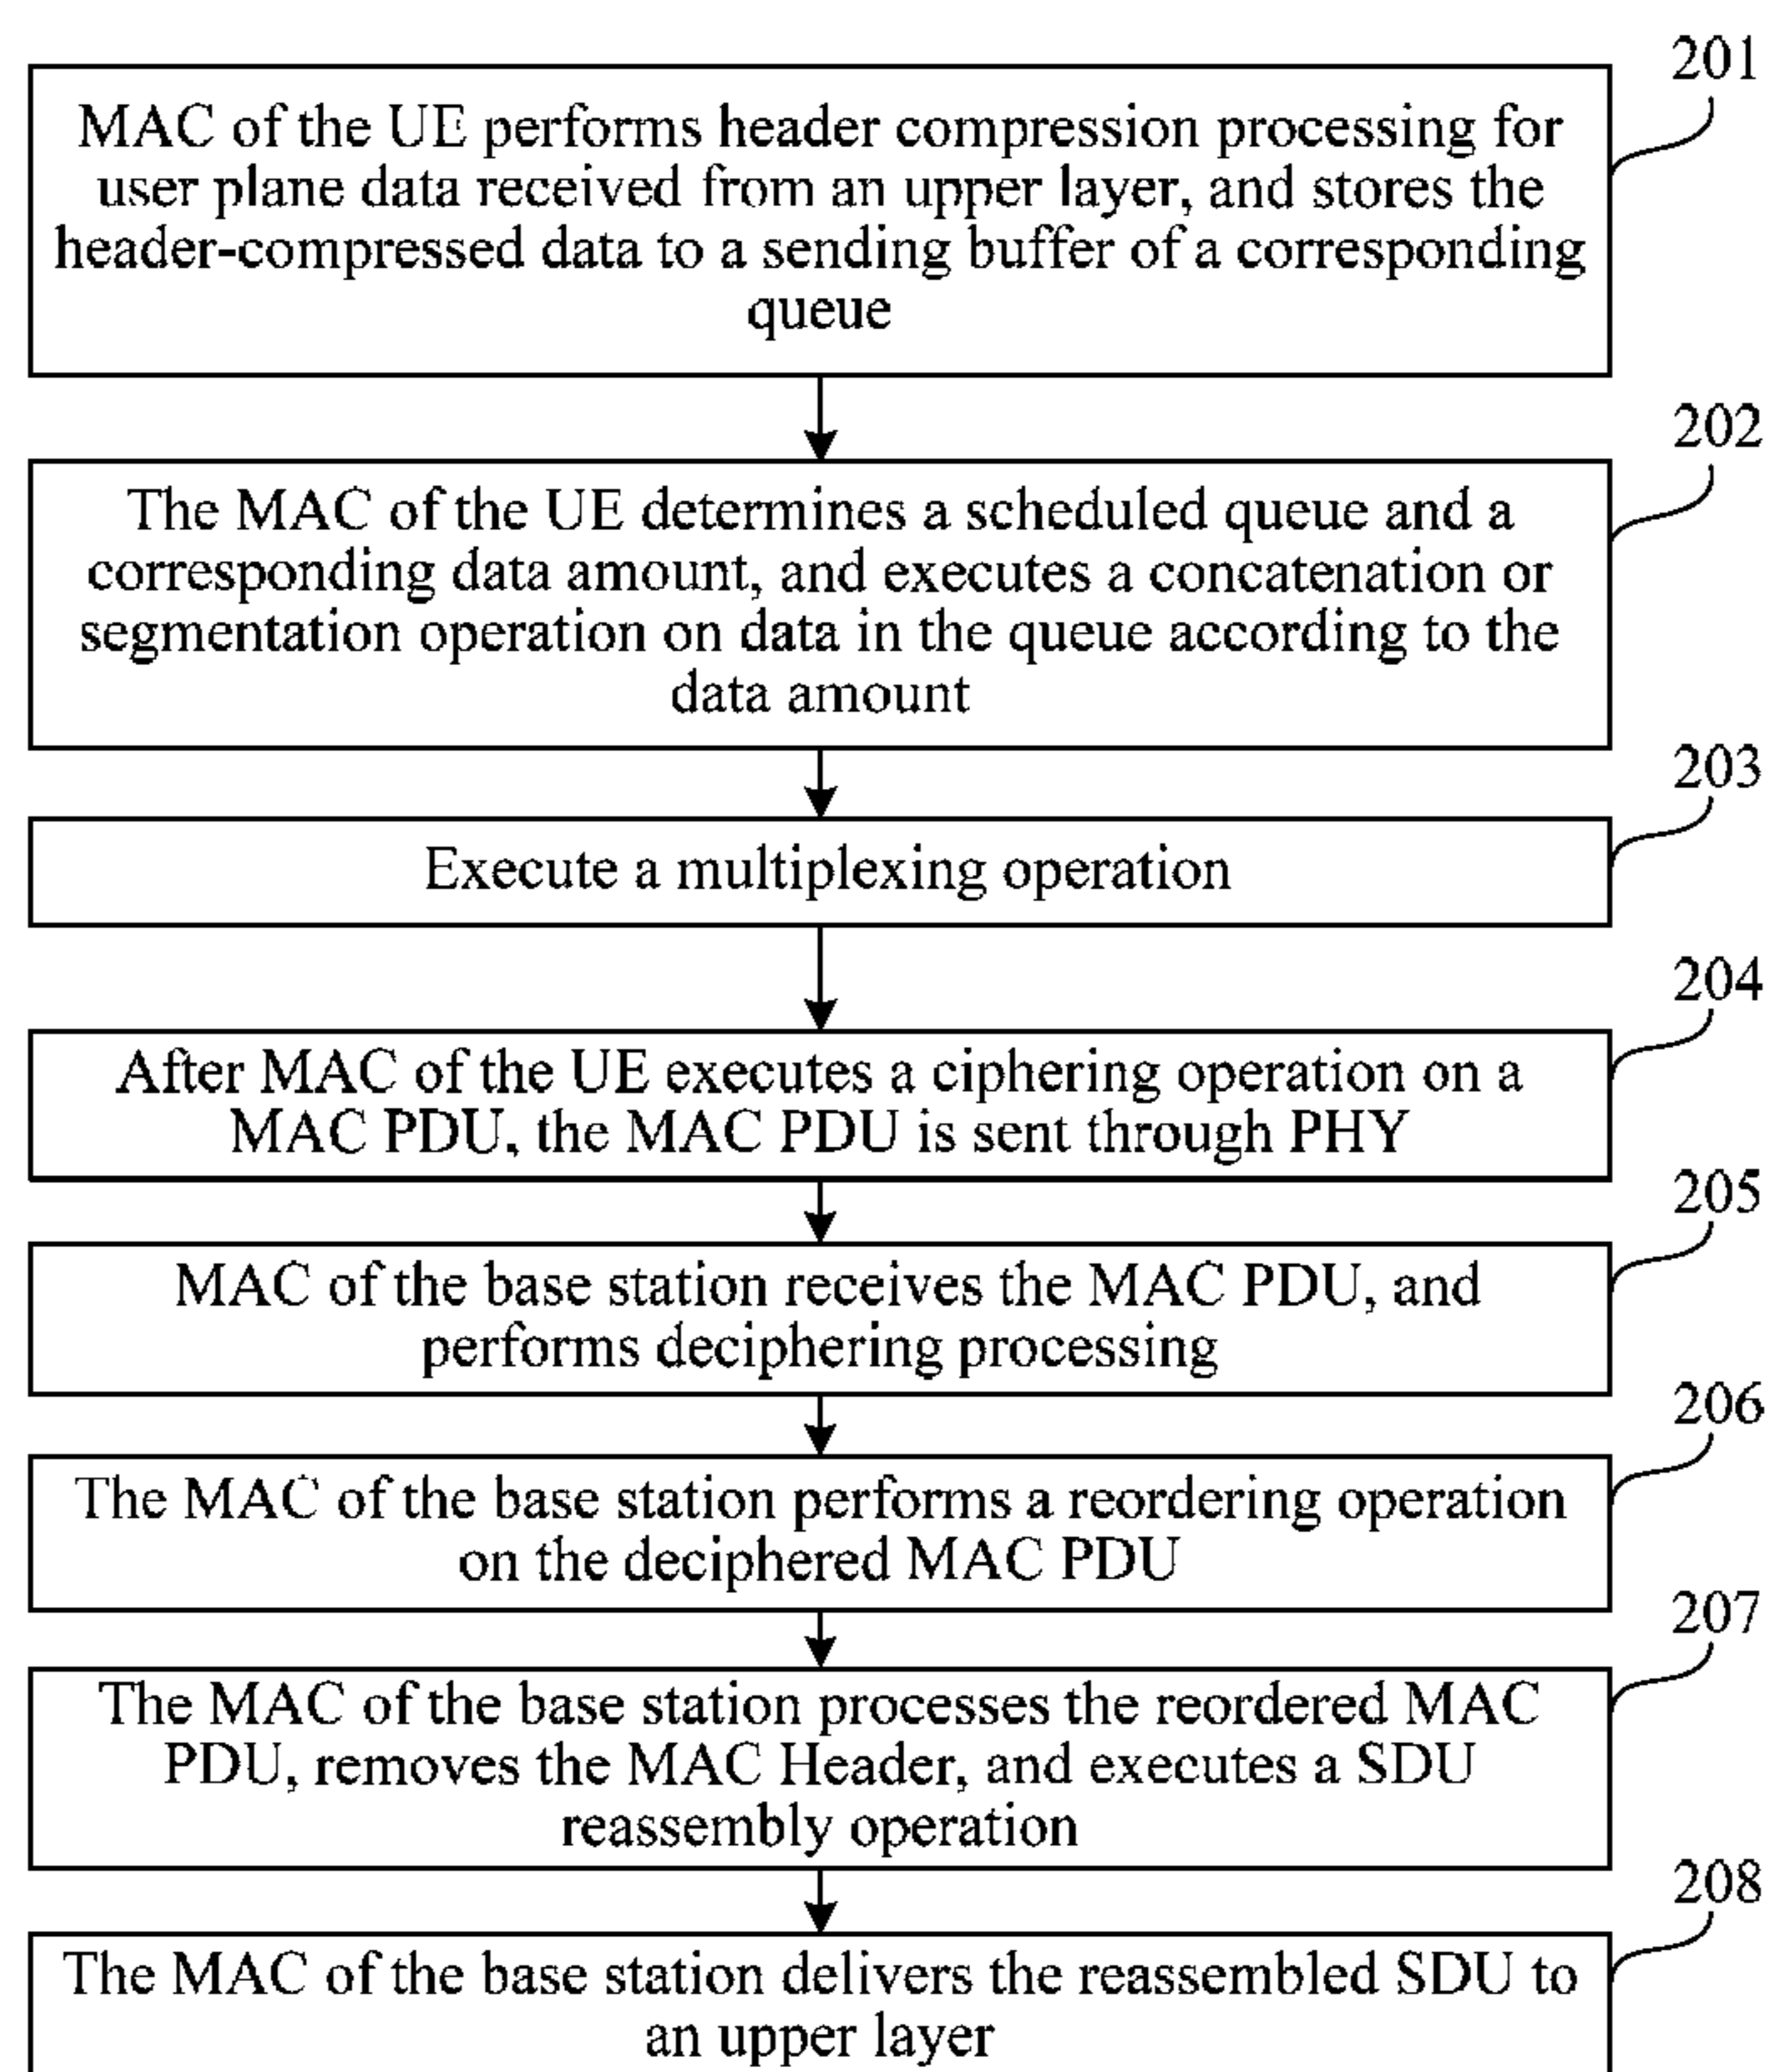 201
MAC of the UE performs header compression processing for
user plane data received from an upper layer, and stores the
header-compressed data to a sending buffer of a corresponding
queue
202
The MAC of the UE determines a scheduled queue and a
corresponding data amount, and executes a concatenation or
segmentation operation on data in the queue according to the
data amount
203
Execute a multiplexing operation
204
After MAC of the UE executes a ciphering operation on a
MAC PDU, the MAC PDU is sent through PHY
205
MAC of the base station receives the MAC PDU, and
performs deciphering processing
206
The MAC of the base station performs a reordering operation
on the deciphered MAC PDU
207
The MAC of the base station processes the reordered MAC
PDU, removes the MAC Header, and executes a SDU
reassembly operation
208
The MAC of the base station delivers the reassembled SDU to
an upper layer